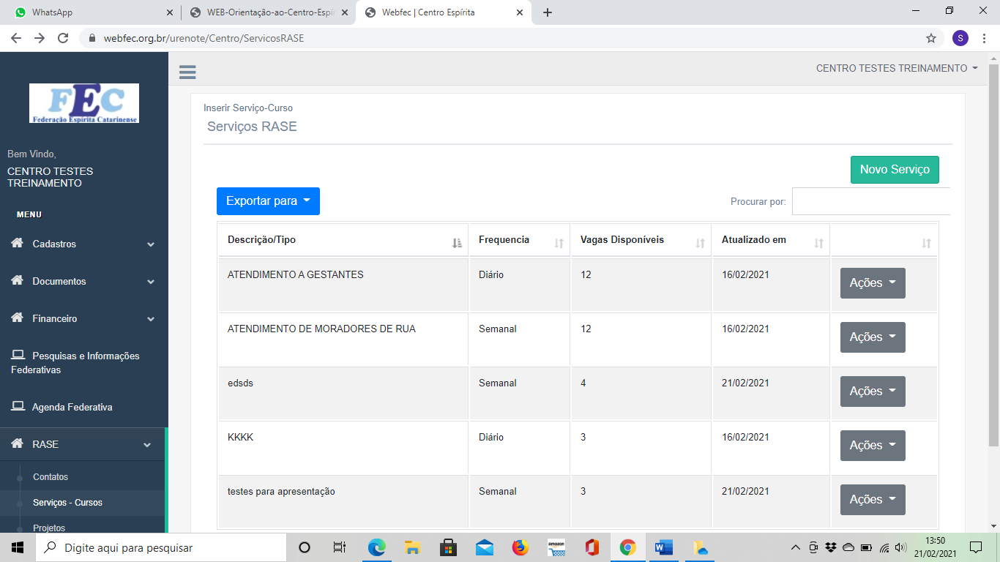 WhatsApp
WEB-Orientação-ao-Centro-Espír
Webfec | Centro Espírita
webfec.org.br/urenote/Centro/ServicosRASE
S
FEC
Federação Espírita Catarinense
CENTRO TESTES TREINAMENTO
Bem Vindo,
CENTRO TESTES
TREINAMENTO
MENU
Cadastros
Documentos
Financeiro
Pesquisas e Informações
Federativas
Agenda Federativa
RASE
Contatos
Serviços - Cursos
Projetos
Inserir Serviço-Curso
Serviços RASE
Novo Serviço
Exportar para
Procurar por:
Descrição/Tipo Frequencia Vagas Disponíveis Atualizado em
ATENDIMENTO A GESTANTES Diário 12 16/02/2021 Ações
ATENDIMENTO DE MORADORES DE RUA Semanal 12 16/02/2021 Ações
edsds Semanal 4 21/02/2021 Ações
KKKK Diário 3 16/02/2021 Ações
testes para apresentação Semanal 3 21/02/2021 Ações
Digite aqui para pesquisar
amazon
13:50
21/02/2021